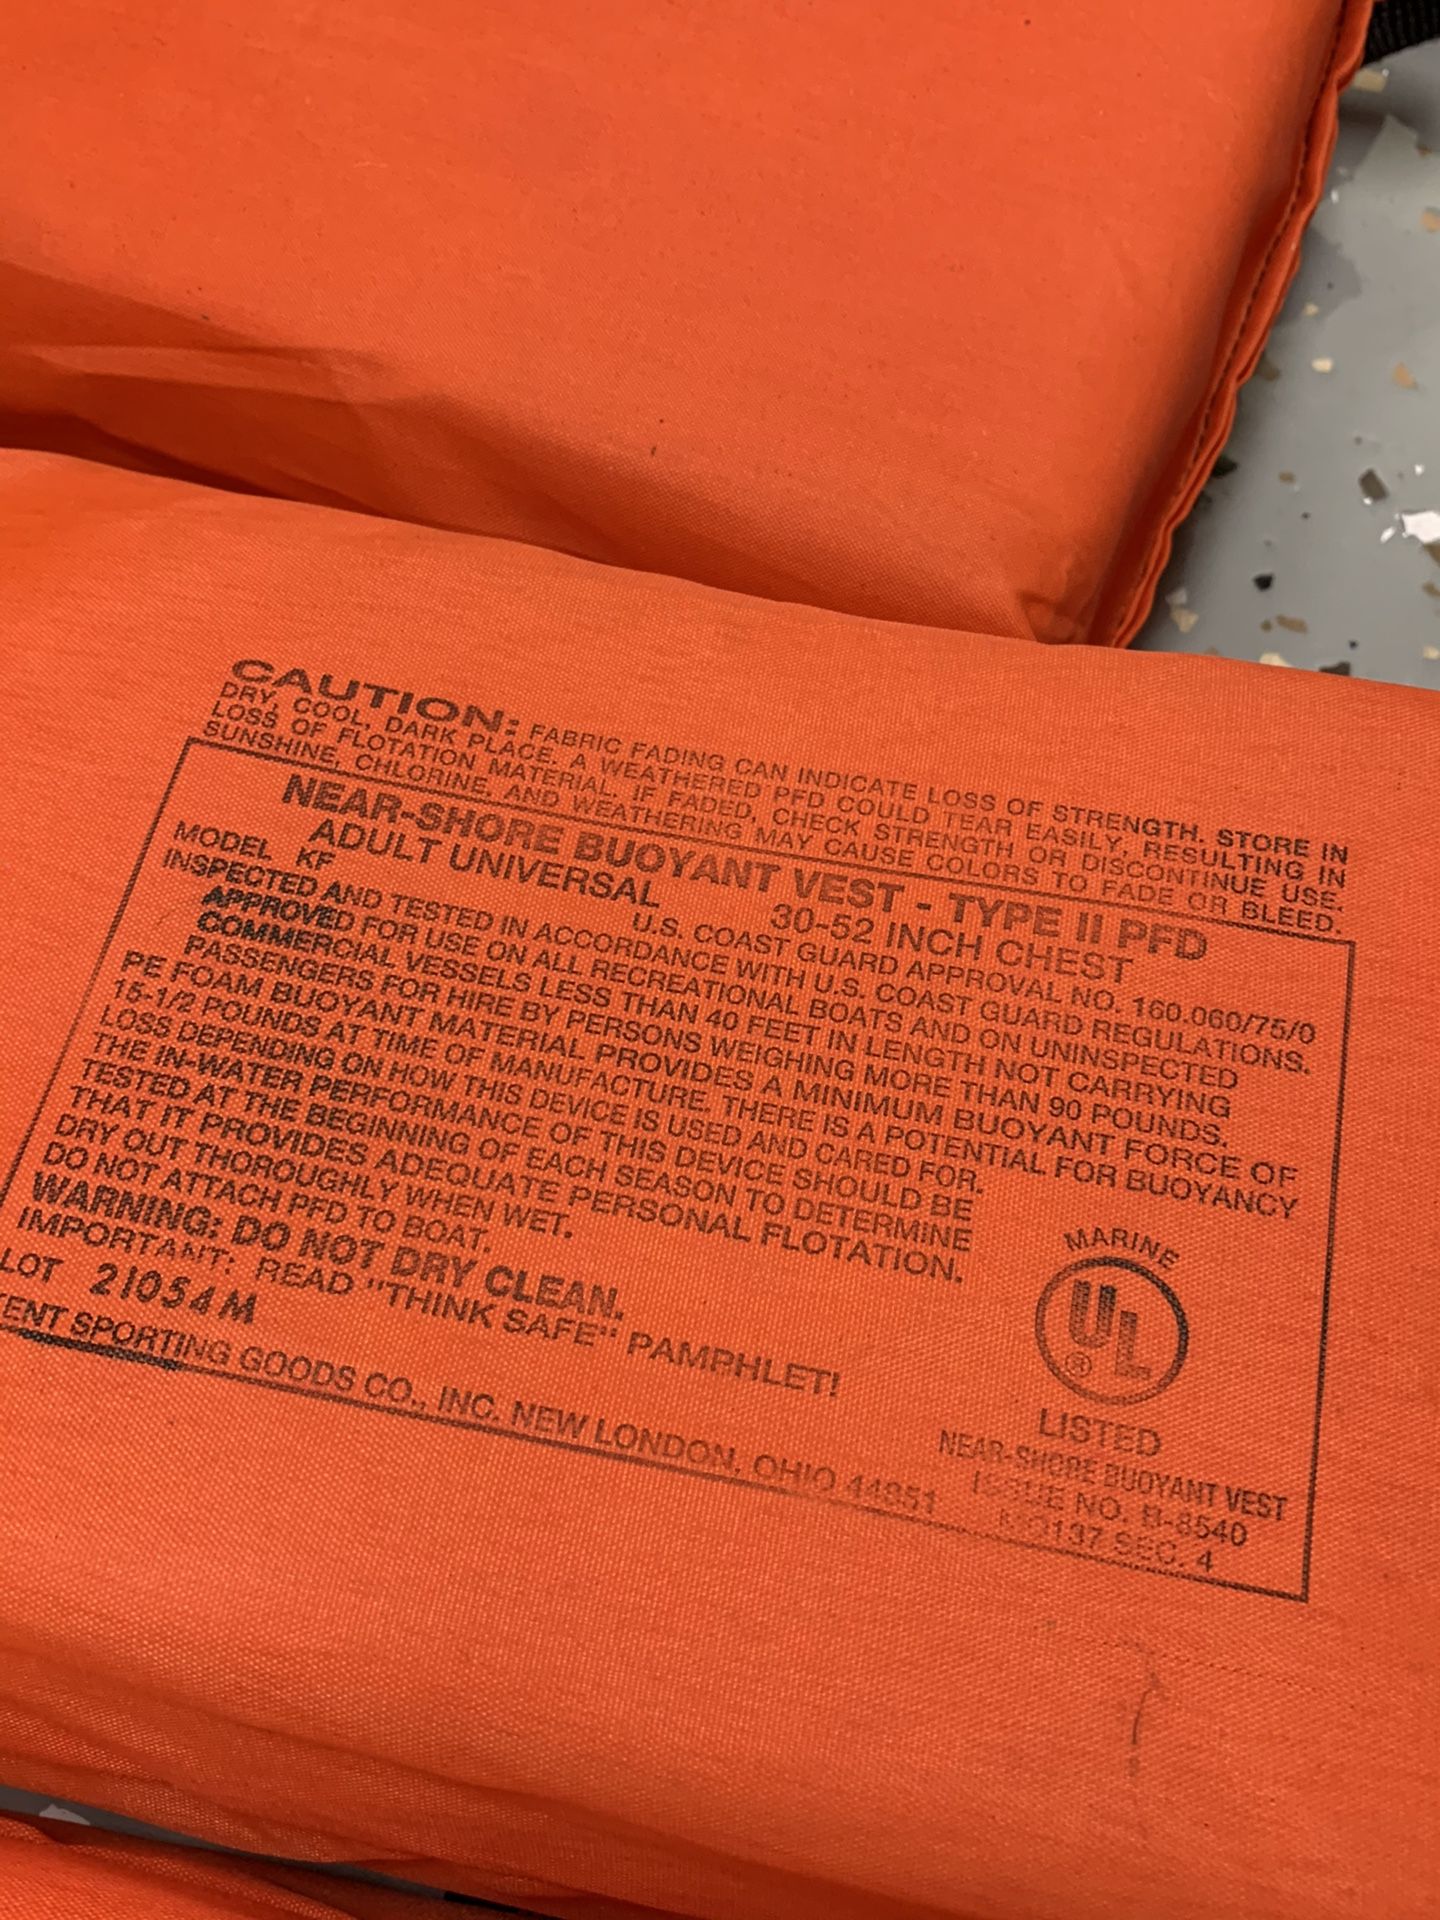 CAUTION: FABRIC FADING CAN INDICATE LOSS OF STRENGTH. STORE IN
DRY, COOL, DARK PLACE. A WEATHERED PFD COULD TEAR EASILY, RESULTING IN
LOSS OF FLOTATION MATERIAL. IF FADED, CHECK STRENGTH OR DISCONTINUE USE.
SUNSHINE, CHLORINE, AND WEATHERING MAY CAUSE COLORS TO FADE OR BLEED.
NEAR-SHORE BUOYANT VEST - TYPE II PFD
ADULT UNIVERSAL 30-52 INCH CHEST
MODEL KF U.S. COAST GUARD APPROVAL NO. 160.060/75/0
INSPECTED AND TESTED IN ACCORDANCE WITH U.S. COAST GUARD REGULATIONS.
APPROVED FOR USE ON ALL RECREATIONAL BOATS AND ON UNINSPECTED
COMMERCIAL VESSELS LESS THAN 40 FEET IN LENGTH NOT CARRYING
PASSENGERS FOR HIRE BY PERSONS WEIGHING MORE THAN 90 POUNDS.
PE FOAM BUOYANT MATERIAL PROVIDES A MINIMUM BUOYANT FORCE OF
15-1/2 POUNDS AT TIME OF MANUFACTURE. THERE IS A POTENTIAL FOR BUOYANCY
LOSS DEPENDING ON HOW THIS DEVICE IS USED AND CARED FOR.
THE IN-WATER PERFORMANCE OF THIS DEVICE SHOULD BE
TESTED AT THE BEGINNING OF EACH SEASON TO DETERMINE
THAT IT PROVIDES ADEQUATE PERSONAL FLOTATION.
DRY OUT THOROUGHLY WHEN WET.
DO NOT ATTACH PFD TO BOAT.
WARNING: DO NOT DRY CLEAN.
IMPORTANT: READ "THINK SAFE" PAMPHLET!
LOT 21054M
KENT SPORTING GOODS CO., INC. NEW LONDON, OHIO 44851
MARINE
UL
®
LISTED
NEAR-SHORE BUOYANT VEST
ISSUE NO. R-8540
SEC. 4